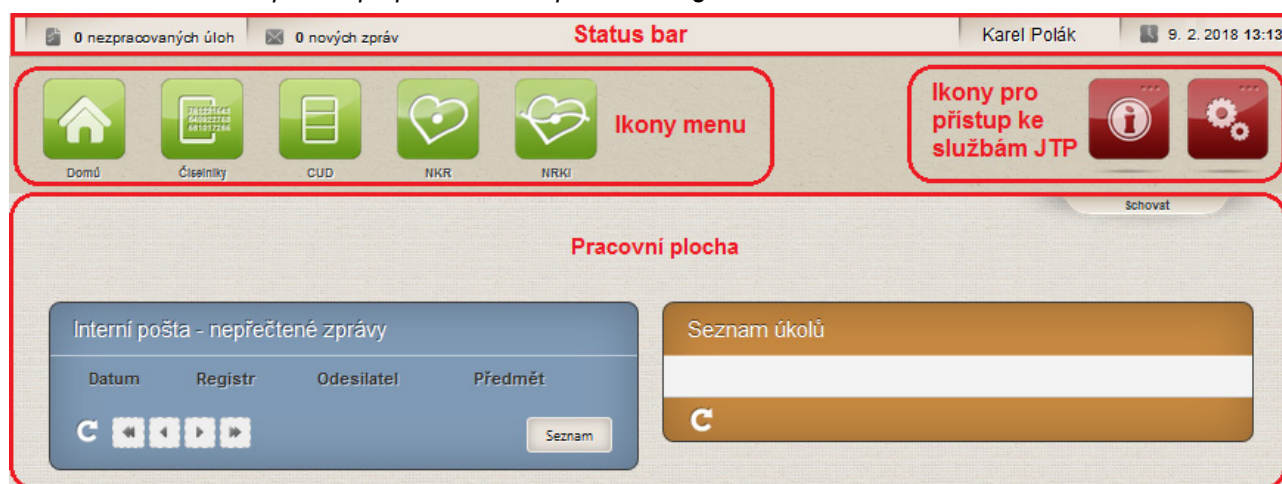 0 nezpracovaných úloh 0 nových zpráv Status bar Karel Polák 9. 2. 2018 13:13
Ikony menu
Ikony pro
přístup ke
službám JTP
Domů Číselníky CUD NKR NRKI
Schovat
Pracovní plocha
Interní pošta - nepřečtené zprávy
Datum Registr Odesilatel Předmět
Seznam
Seznam úkolů